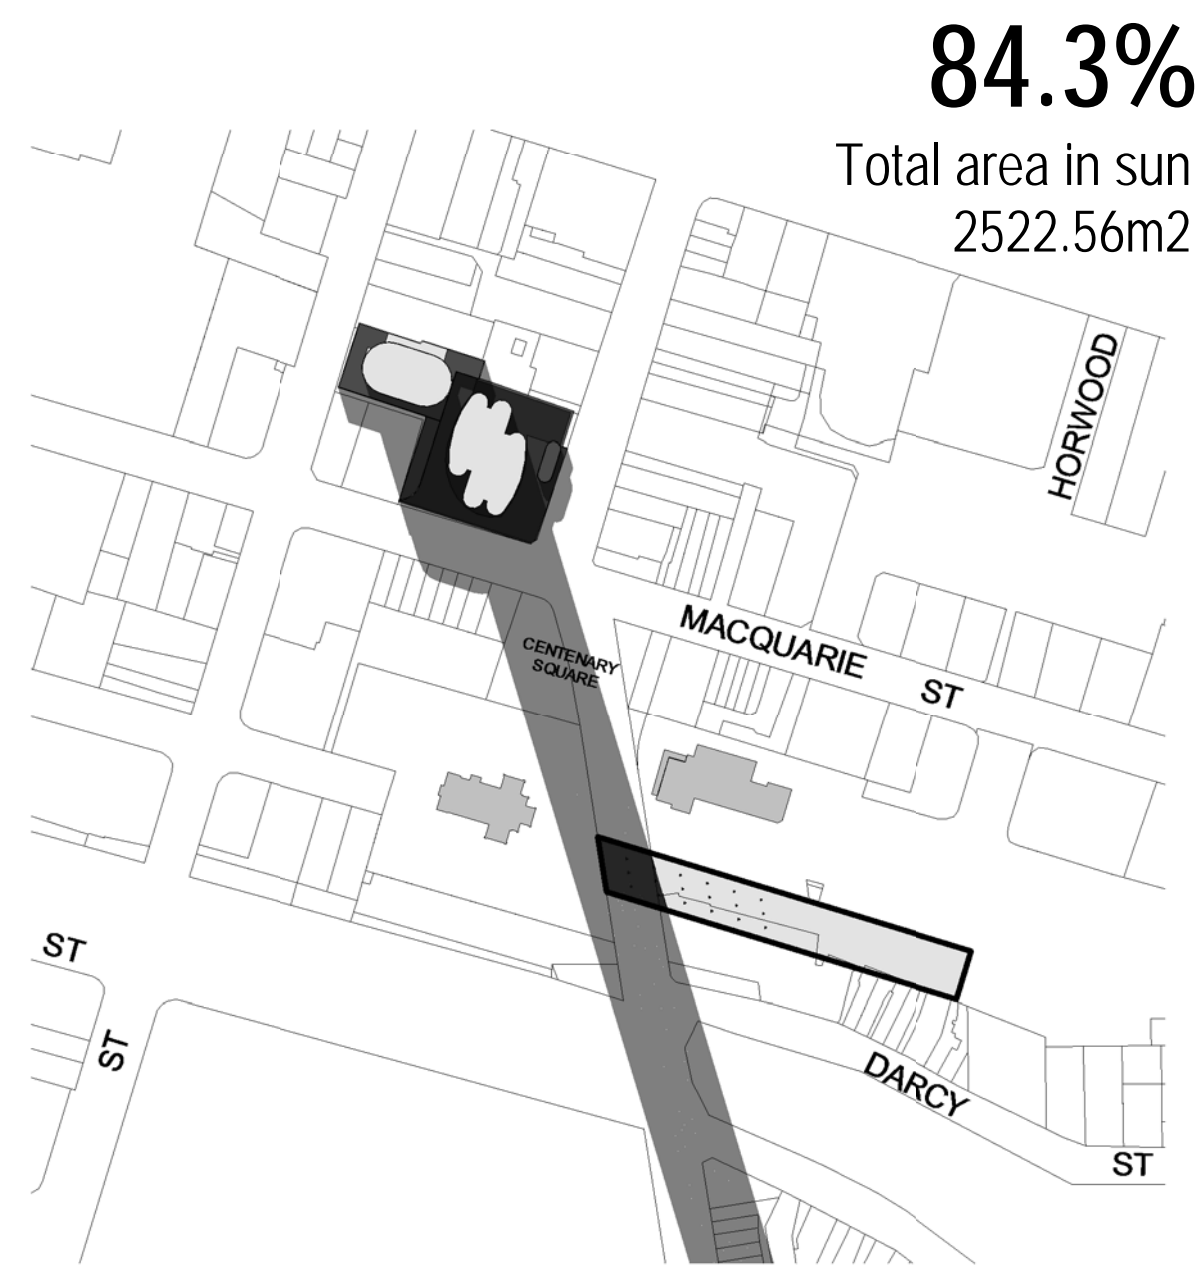 84.3%
Total area in sun
2522.56m2
HORWOOD
MACQUARIE
ST
CENTENARY
SQUARE
ST
ST
DARCY
ST